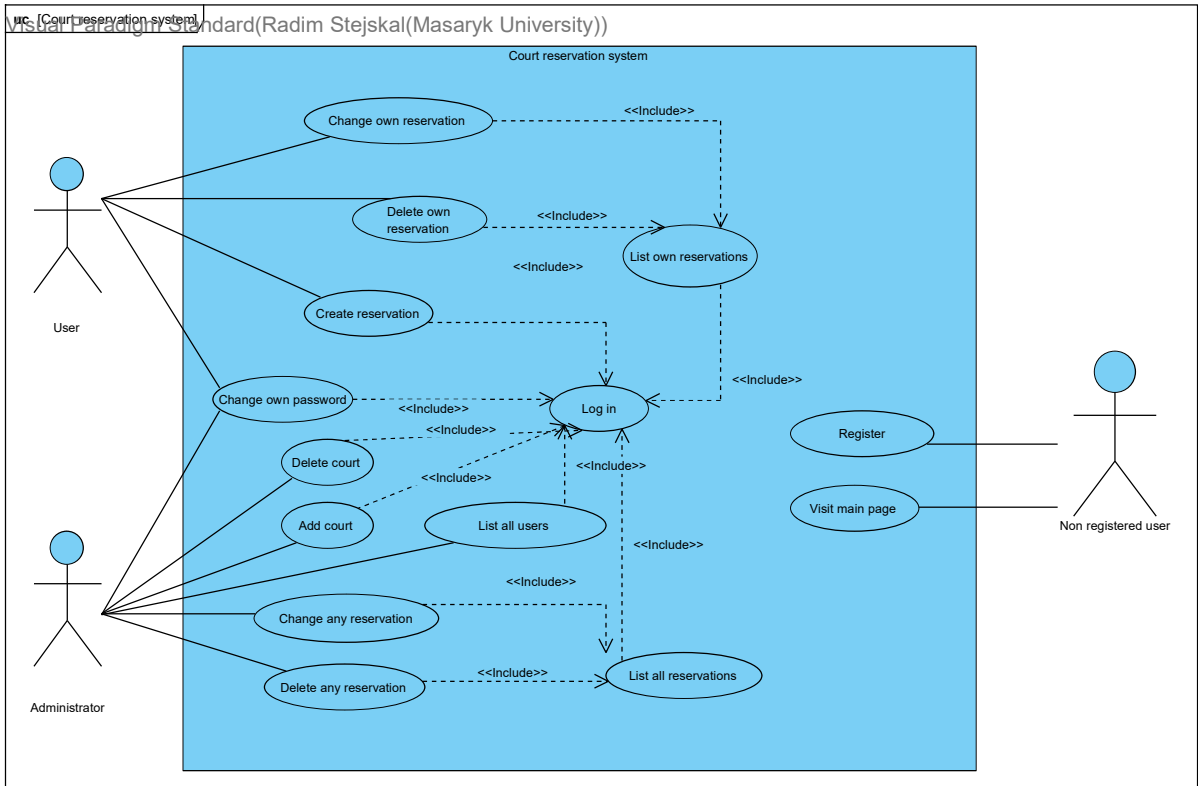 uc [Court reservation system]
Visual Paradigm Standard(Radim Stejskal(Masaryk University))
Court reservation system
<<Include>>
Change own reservation
Delete own
reservation
<<Include>>
List own reservations
<<Include>>
Create reservation
User
<<Include>>
Change own password
<<Include>>
Log in
<<Include>>
Register
Delete court
<<Include>>
<<Include>>
Visit main page
Add court
List all users
Non registered user
<<Include>>
<<Include>>
Change any reservation
<<Include>>
List all reservations
Delete any reservation
Administrator